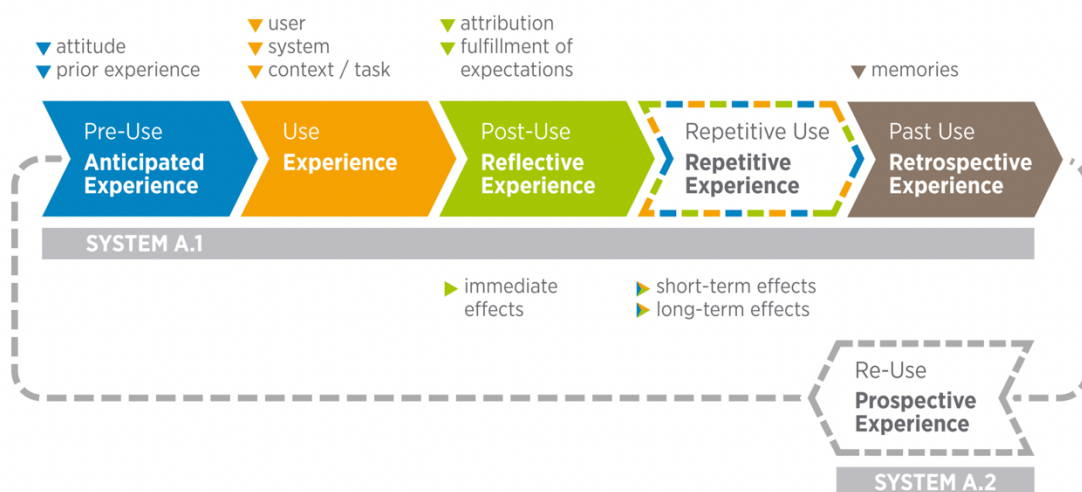 attitude
prior experience
user
system
context / task
attribution
fulfillment of
expectations
memories
Pre-Use
Anticipated
Experience
Use
Experience
Post-Use
Reflective
Experience
Repetitive Use
Repetitive
Experience
Past Use
Retrospective
Experience
SYSTEM A.1
immediate
effects
short-term effects
long-term effects
Re-Use
Prospective
Experience
SYSTEM A.2